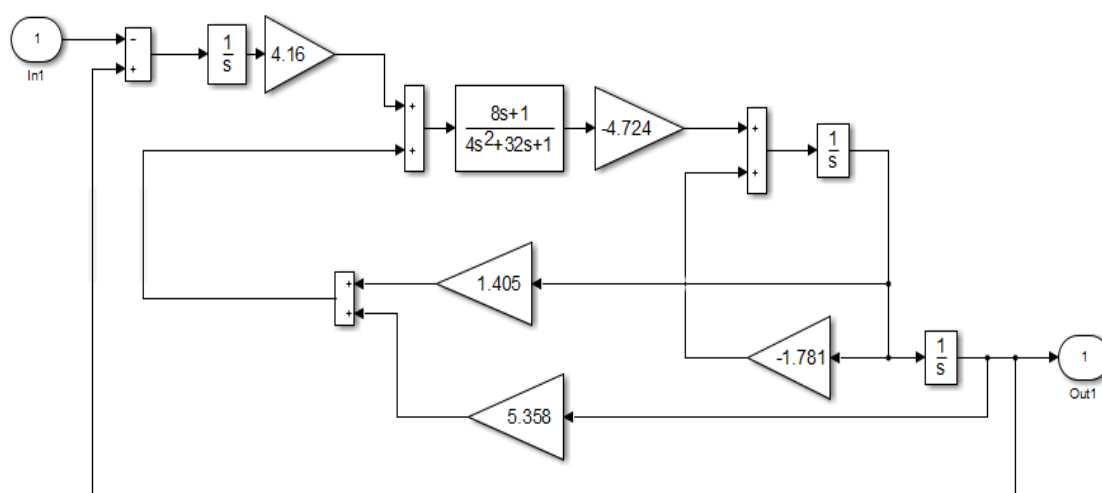 1
In1
-
+
1
s
4.16
+
+
8s+1
4s²+32s+1
-4.724
+
+
1
s
+
+
1.405
-1.781
1
s
1
Out1
5.358